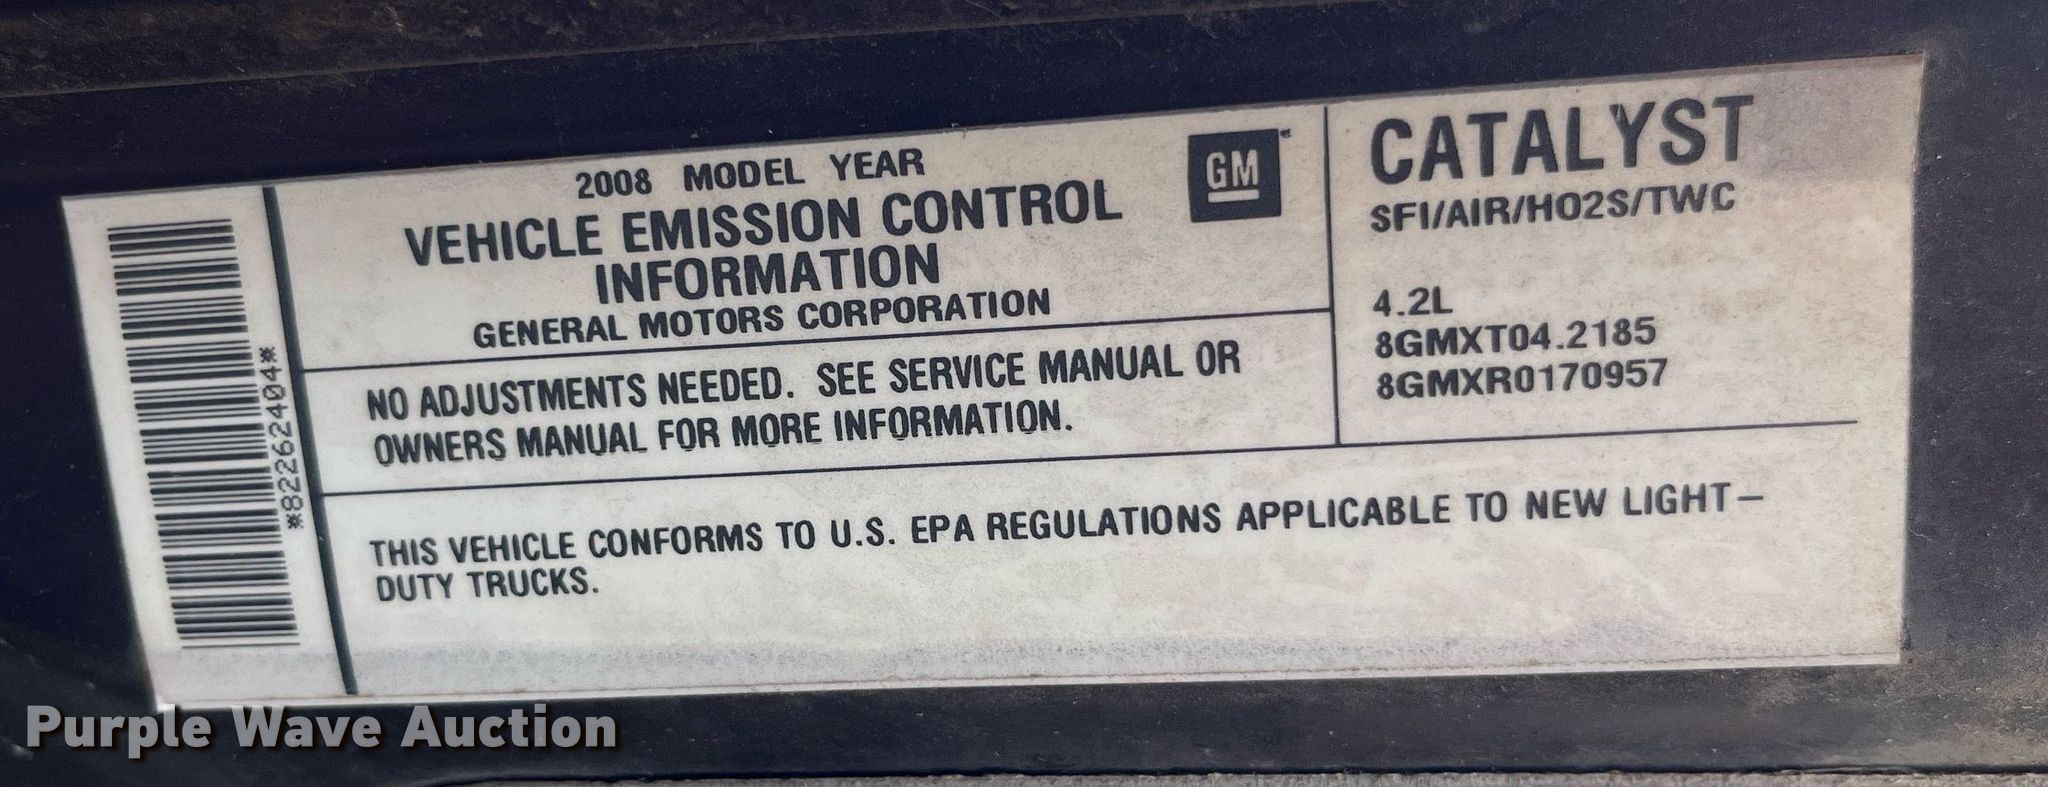 *82262404*
2008 MODEL YEAR
VEHICLE EMISSION CONTROL
INFORMATION
GENERAL MOTORS CORPORATION
GM
NO ADJUSTMENTS NEEDED. SEE SERVICE MANUAL OR
OWNERS MANUAL FOR MORE INFORMATION.
CATALYST
SFI/AIR/HO2S/TWC
4.2L
8GMXT04.2185
8GMXR0170957
THIS VEHICLE CONFORMS TO U.S. EPA REGULATIONS APPLICABLE TO NEW LIGHT-
DUTY TRUCKS.
Purple Wave Auction